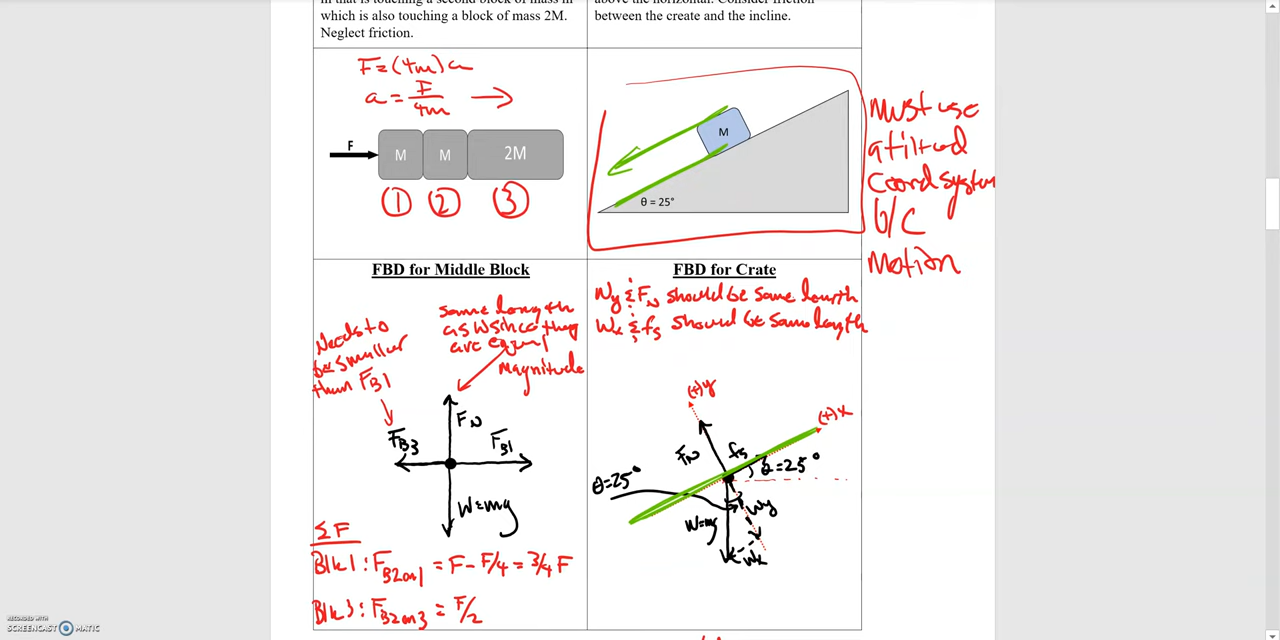 in that is touching a second block of mass m
which is also touching a block of mass 2M.
Neglect friction.
above the horizontal. Consider friction
between the create and the incline.
F=(4m)a
a = F/4m →
F
M
M
2M
① ② ③
M
θ = 25°
Must use
a tilted
coord system
b/c
motion
FBD for Middle Block
Needs to
be smaller
than FB1
same length
as W since they
are equal
magnitude
FB3
FN
FB1
W=mg
ΣF
Blk1: FB2on1 = F - F/4 = 3/4 F
Blk3: FB2on3 = F/2
FBD for Crate
Wy & FN should be same length
Wx & fs should be same length
(+)y
(+)x
FN
fs
θ=25°
θ=25°
W=mg
Wy
Wx
RECORDED WITH
SCREENCAST MATIC